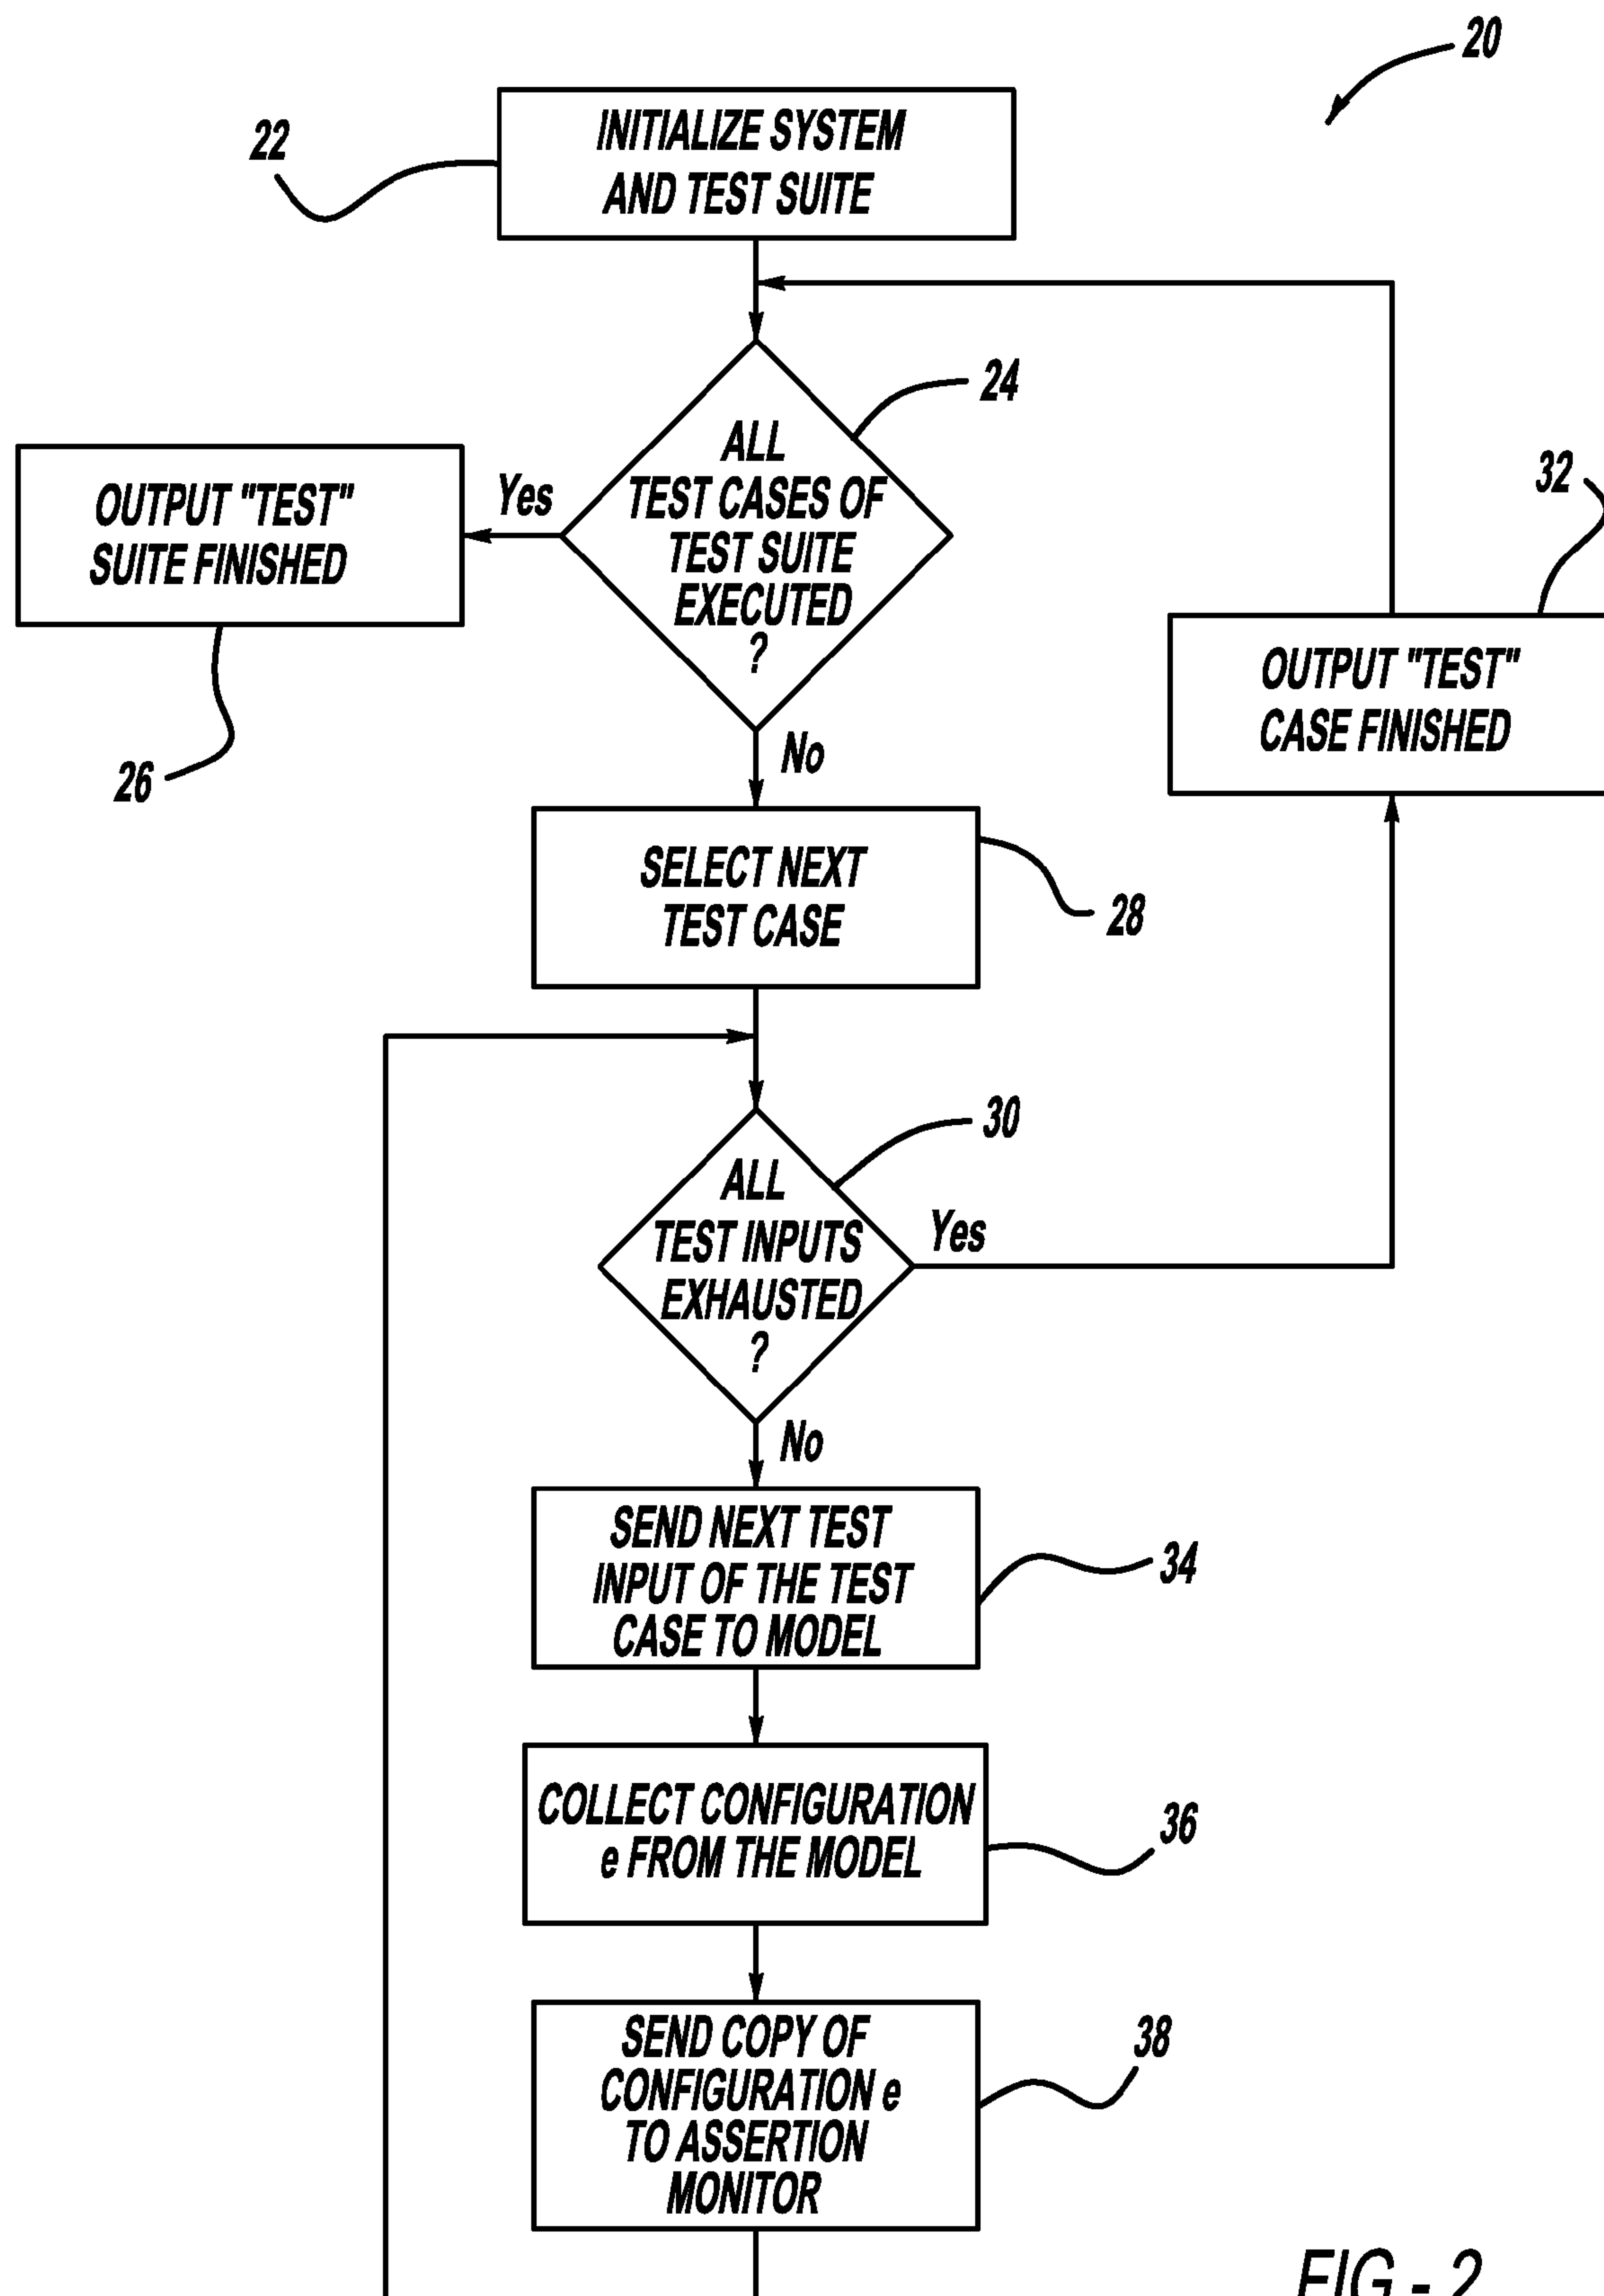 20
22
INITIALIZE SYSTEM
AND TEST SUITE
24
ALL
TEST CASES OF
TEST SUITE
EXECUTED
?
Yes
OUTPUT "TEST"
SUITE FINISHED
26
32
OUTPUT "TEST"
CASE FINISHED
No
SELECT NEXT
TEST CASE
28
30
ALL
TEST INPUTS
EXHAUSTED
?
Yes
No
SEND NEXT TEST
INPUT OF THE TEST
CASE TO MODEL
34
COLLECT CONFIGURATION
e FROM THE MODEL
36
SEND COPY OF
CONFIGURATION e
TO ASSERTION
MONITOR
38
FIG - 2